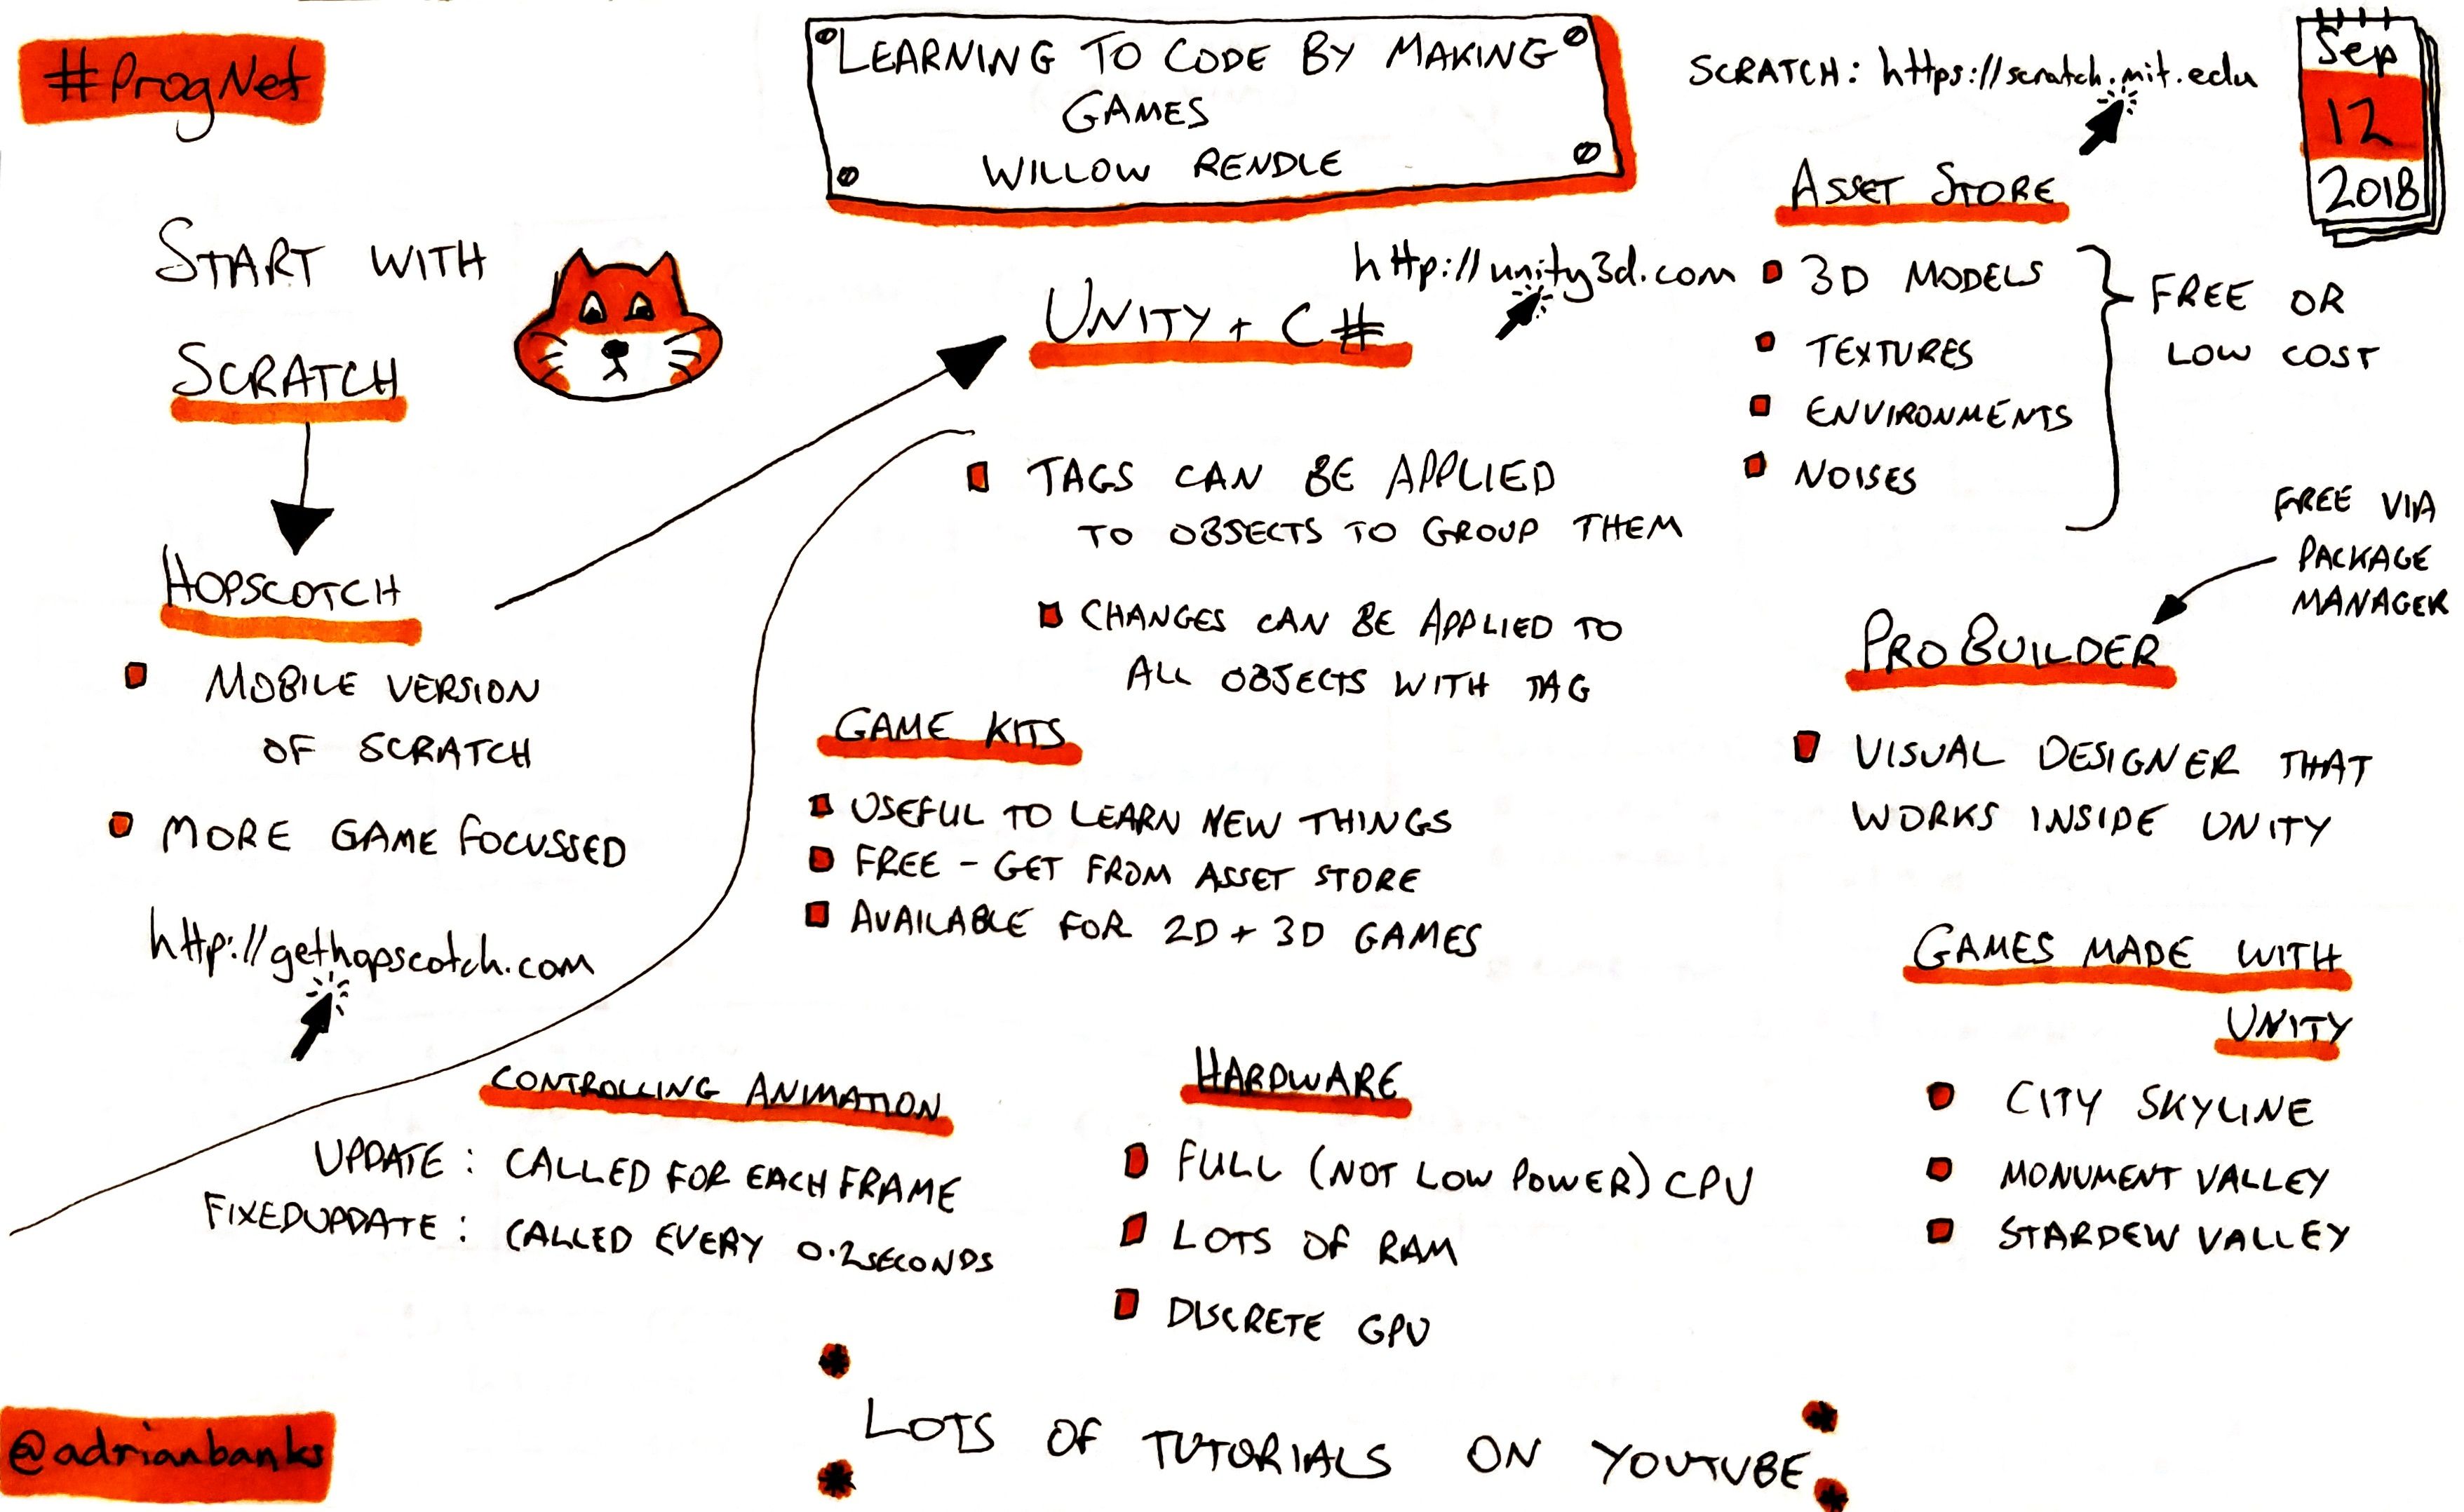 #ProgNet
LEARNING TO CODE BY MAKING
GAMES
WILLOW RENDLE
SCRATCH: https://scratch.mit.edu
Sep
12
2018
START WITH
SCRATCH
HOPSCOTCH
MOBILE VERSION
OF SCRATCH
MORE GAME FOCUSSED
http://gethopscotch.com
UNITY + C#
http://unity3d.com
TAGS CAN BE APPLIED
TO OBJECTS TO GROUP THEM
CHANGES CAN BE APPLIED TO
ALL OBJECTS WITH TAG
GAME KITS
USEFUL TO LEARN NEW THINGS
FREE - GET FROM ASSET STORE
AVAILABLE FOR 2D + 3D GAMES
CONTROLLING ANIMATION
UPDATE: CALLED FOR EACH FRAME
FIXEDUPDATE: CALLED EVERY 0.2SECONDS
HARDWARE
FULL (NOT LOW POWER) CPU
LOTS OF RAM
DISCRETE GPU
ASSET STORE
3D MODELS
TEXTURES
ENVIRONMENTS
NOISES
FREE OR
LOW COST
FREE VIA
PACKAGE
MANAGER
PROBUILDER
VISUAL DESIGNER THAT
WORKS INSIDE UNITY
GAMES MADE WITH
UNITY
CITY SKYLINE
MONUMENT VALLEY
STARDEW VALLEY
LOTS OF TUTORIALS ON YOUTUBE
@adrianbanks